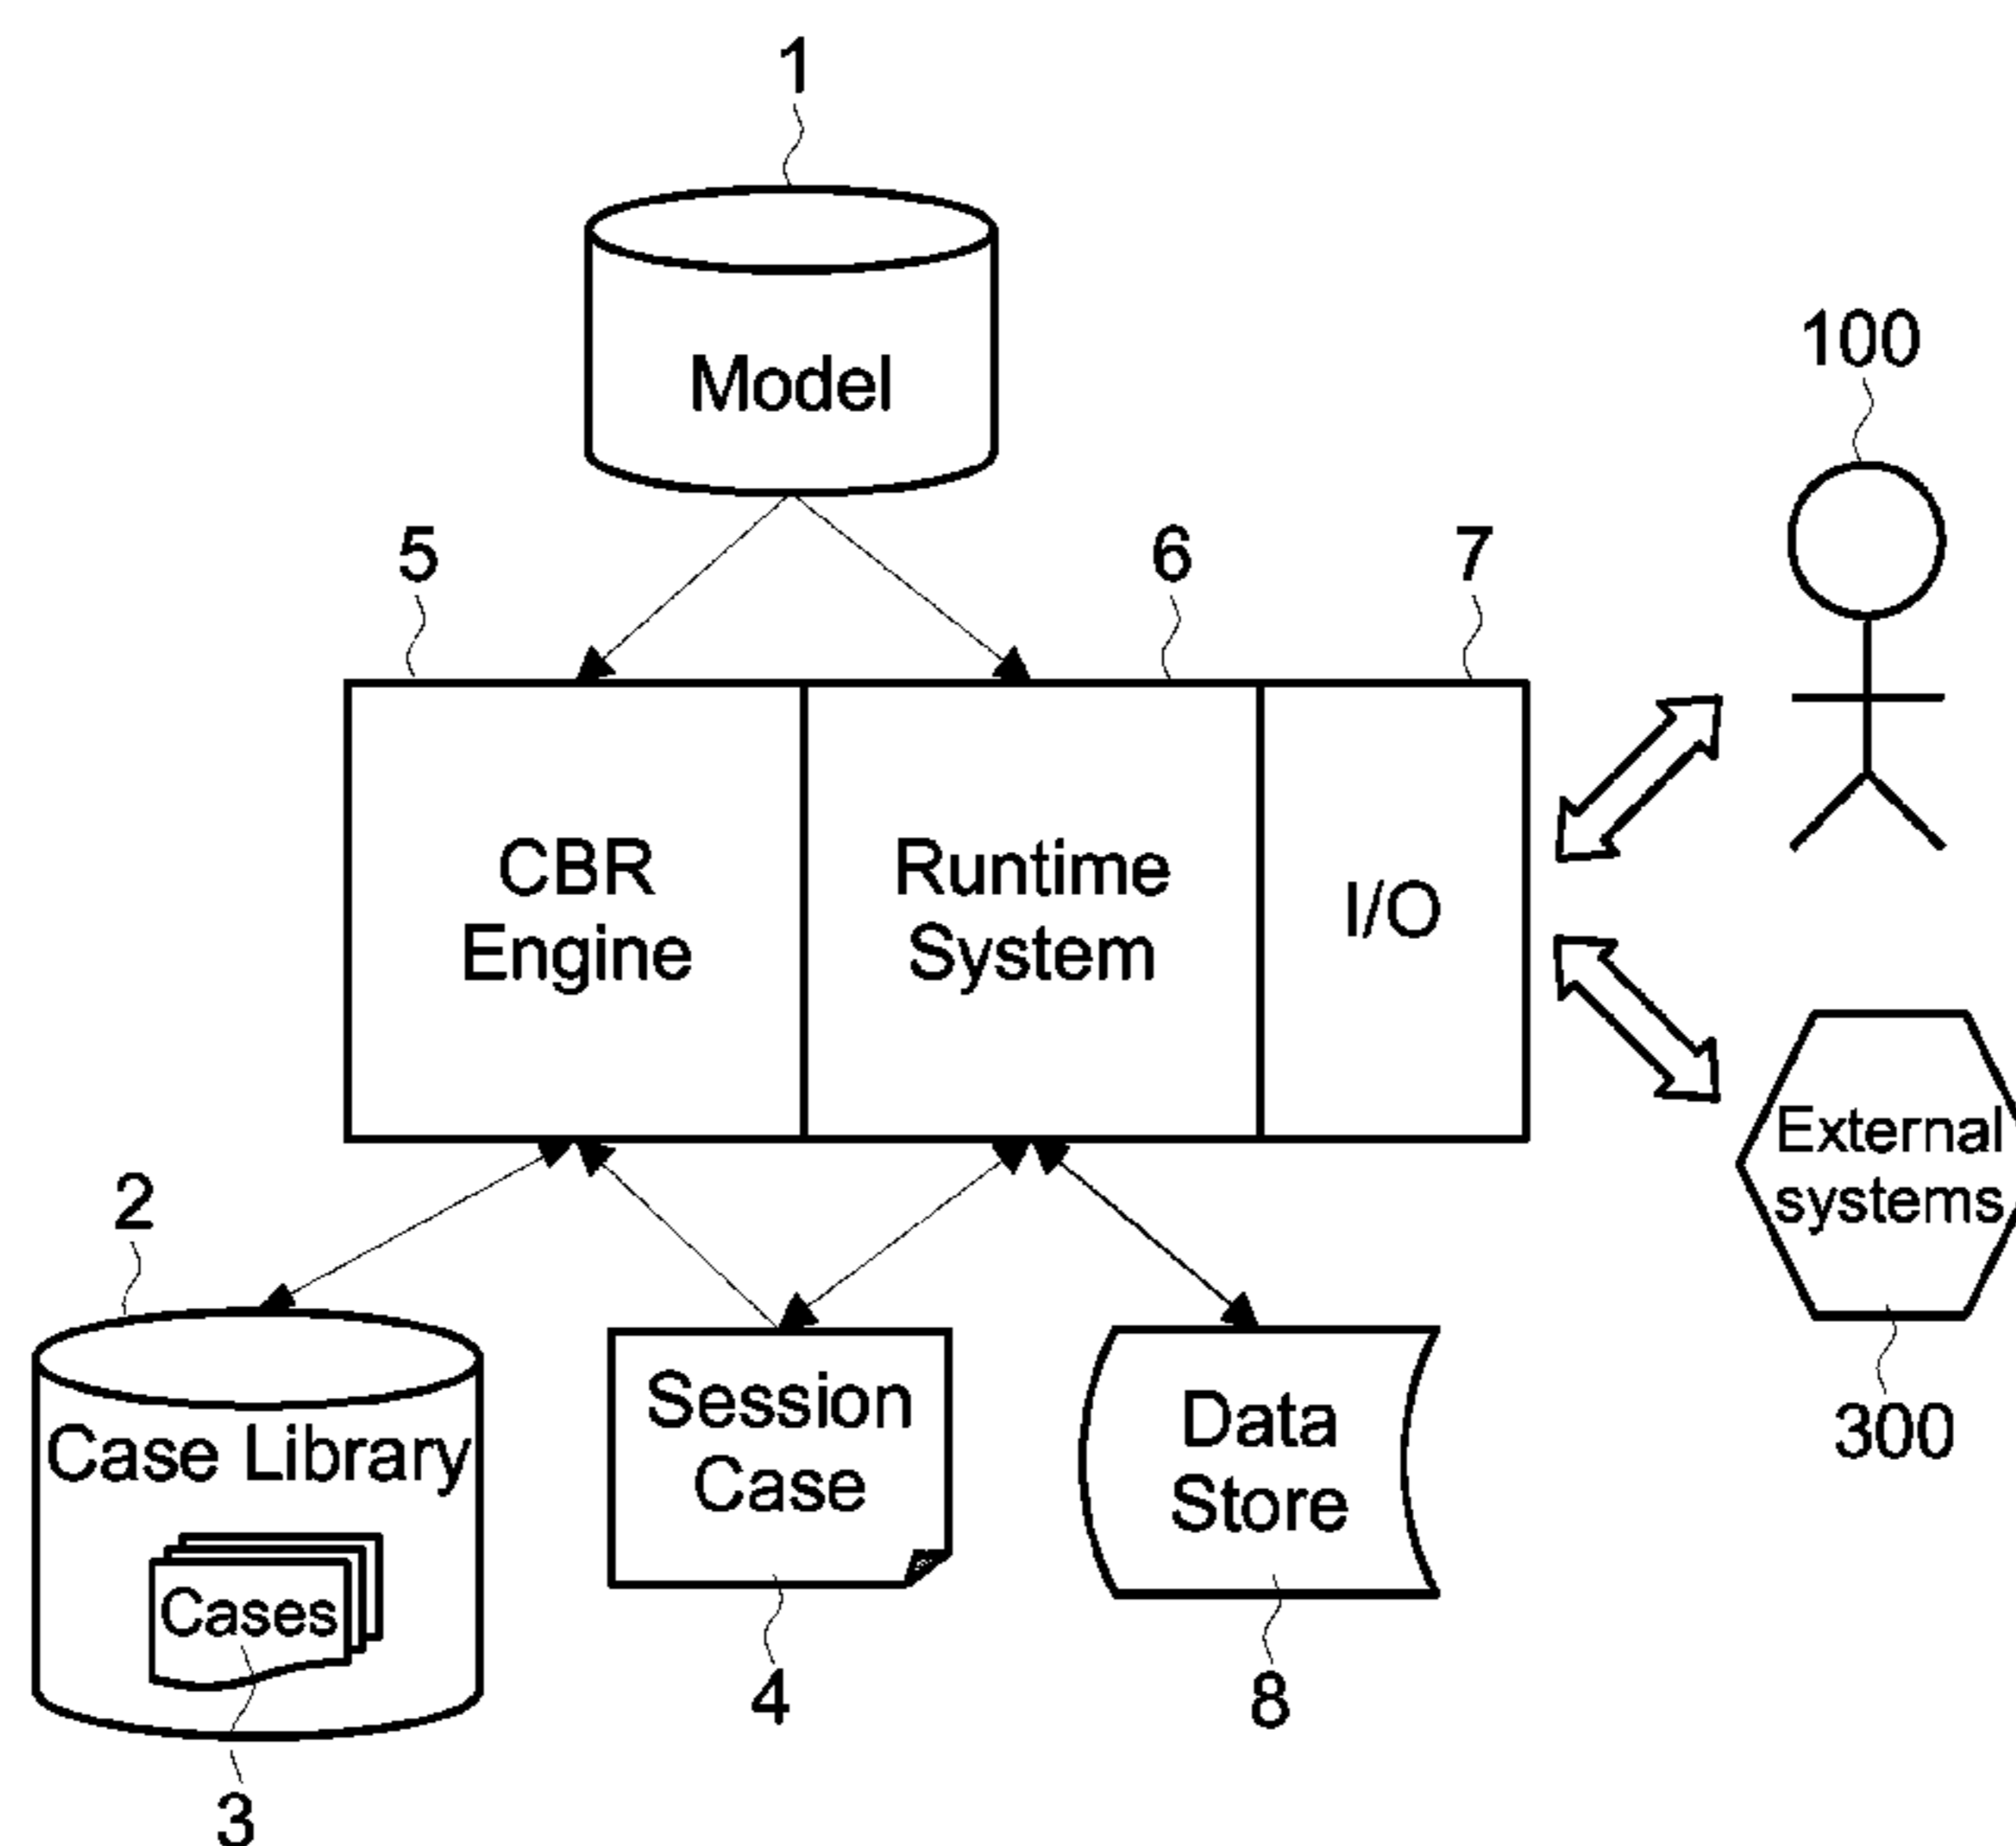 1
Model
100
5
6
7
CBR
Engine
Runtime
System
I/O
External
systems
300
2
Case Library
Cases
3
Session
Case
4
Data
Store
8